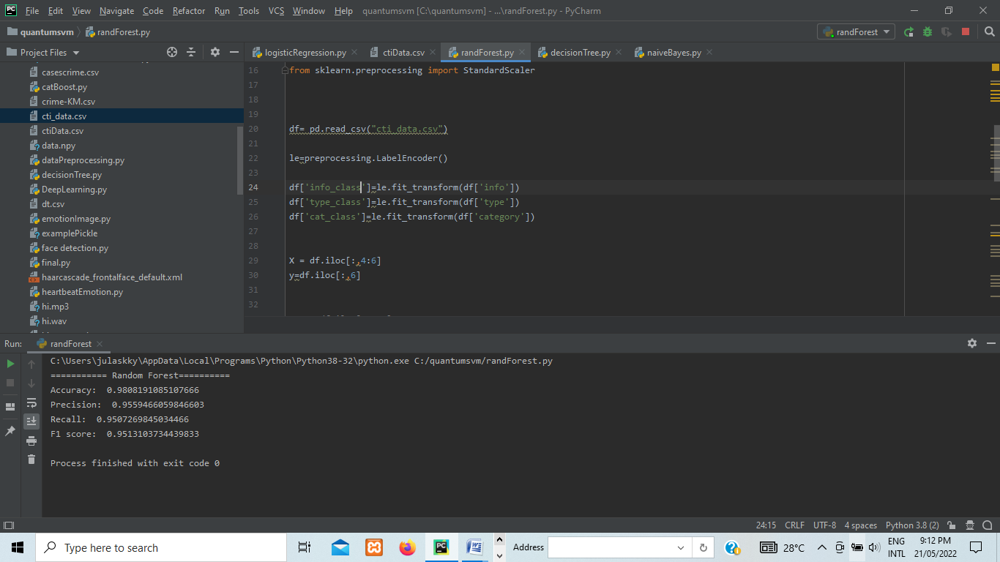 File Edit View Navigate Code Refactor Run Tools VCS Window Help quantumsvm [C:\quantumsvm] - ...\randForest.py - PyCharm
quantumsvm randForest.py randForest
Project Files logisticRegression.py ctiData.csv randForest.py decisionTree.py naiveBayes.py
casescrime.csv
catBoost.py
crime-KM.csv
cti_data.csv
ctiData.csv
data.npy
dataPreprocessing.py
decisionTree.py
DeepLearning.py
dt.csv
emotionImage.py
examplePickle
face detection.py
final.py
haarcascade_frontalface_default.xml
heartbeatEmotion.py
hi.mp3
hi.wav
16 from sklearn.preprocessing import StandardScaler
17
18
19
20 df= pd.read_csv("cti_data.csv")
21
22 le=preprocessing.LabelEncoder()
23
24 df['info_class']=le.fit_transform(df['info'])
25 df['type_class']=le.fit_transform(df['type'])
26 df['cat_class']=le.fit_transform(df['category'])
27
28
29 X = df.iloc[:,4:6]
30 y=df.iloc[:,6]
31
32
Run: randForest
C:\Users\julaskky\AppData\Local\Programs\Python\Python38-32\python.exe C:/quantumsvm/randForest.py
=========== Random Forest==========
Accuracy:  0.9808191085107666
Precision:  0.9559466059846603
Recall:  0.9507269845034466
F1 score:  0.9513103734439833
Process finished with exit code 0
24:15 CRLF UTF-8 4 spaces Python 3.8 (2)
Type here to search Address 28°C ENG INTL 9:12 PM 21/05/2022